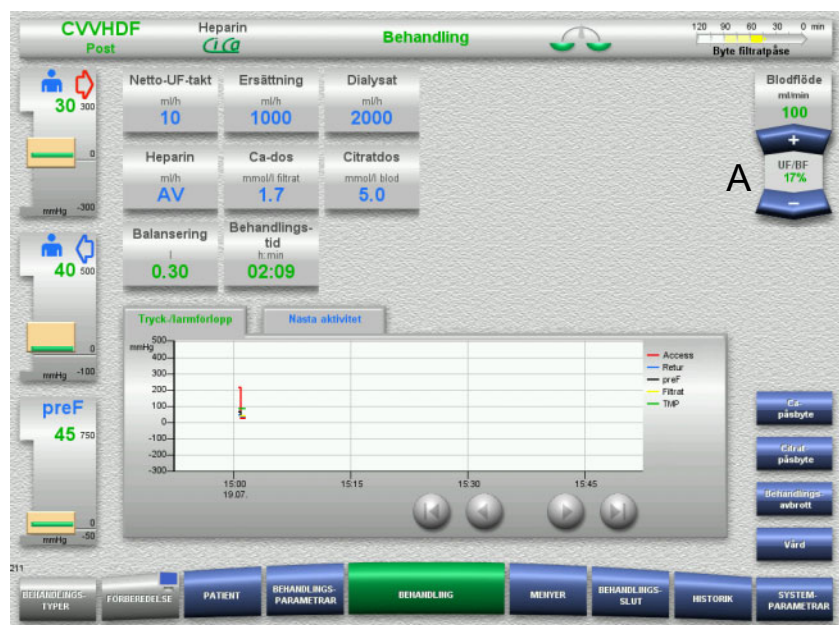 CVVHDF
Post
Heparin
CiCa
Behandling
120 90 60 30 0 min
Byte filtratpåse
30 300
0
mmHg -300
40 500
0
mmHg -100
preF
45 750
0
mmHg -50
Netto-UF-takt
ml/h
10
Ersättning
ml/h
1000
Dialysat
ml/h
2000
Heparin
ml/h
AV
Ca-dos
mmol/l filtrat
1.7
Citratdos
mmol/l blod
5.0
Balansering
l
0.30
Behandlings-
tid
h:min
02:09
Blodflöde
ml/min
100
+
UF/BF
17%
–
A
Tryck-/larmförlopp
Nästa aktivitet
mmHg
500
400
300
200
100
0
-100
-200
-300
15:00 15:15 15:30 15:45
19.07.
Access
Retur
preF
Filtrat
TMP
Ca-
påsbyte
Citrat-
påsbyte
Behandlings-
avbrott
Vård
211
BEHANDLINGS-
TYPER
FÖRBEREDELSE
PATIENT
BEHANDLINGS-
PARAMETRAR
BEHANDLING
MENYER
BEHANDLINGS-
SLUT
HISTORIK
SYSTEM-
PARAMETRAR